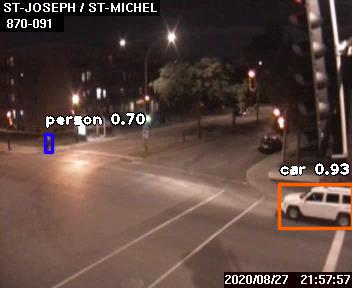 ST-JOSEPH / ST-MICHEL
870-091
person 0.70
car 0.93
2020/08/27 21:57:57